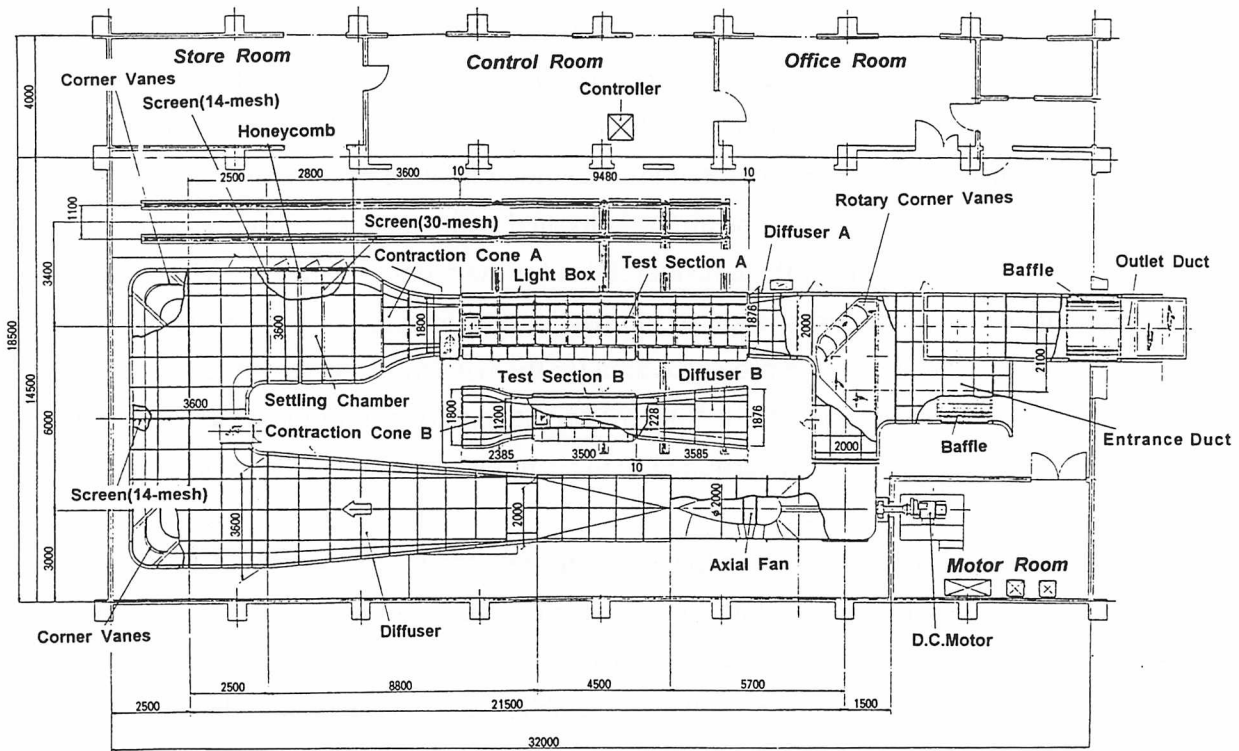 Store Room
Control Room
Office Room
Corner Vanes
Screen(14-mesh)
Controller
Honeycomb
4000
2500
2800
3600
10
9480
10
1100
Screen(30-mesh)
Rotary Corner Vanes
Contraction Cone A
Diffuser A
Light Box
Test Section A
Baffle
Outlet Duct
3400
3600
1800
1876
2000
2100
18500
14500
6000
Test Section B
Diffuser B
Settling Chamber
3600
Contraction Cone B
1800
1200
228
1876
2385
3500
3585
10
2000
Baffle
Entrance Duct
Screen(14-mesh)
3600
2000
ϕ2000
3000
Axial Fan
Motor Room
Corner Vanes
Diffuser
D.C.Motor
2500
8800
4500
5700
2500
21500
1500
32000